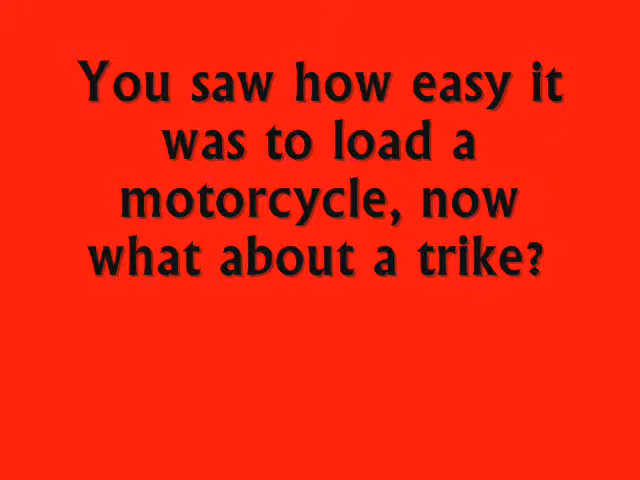 You saw how easy it
was to load a
motorcycle, now
what about a trike?